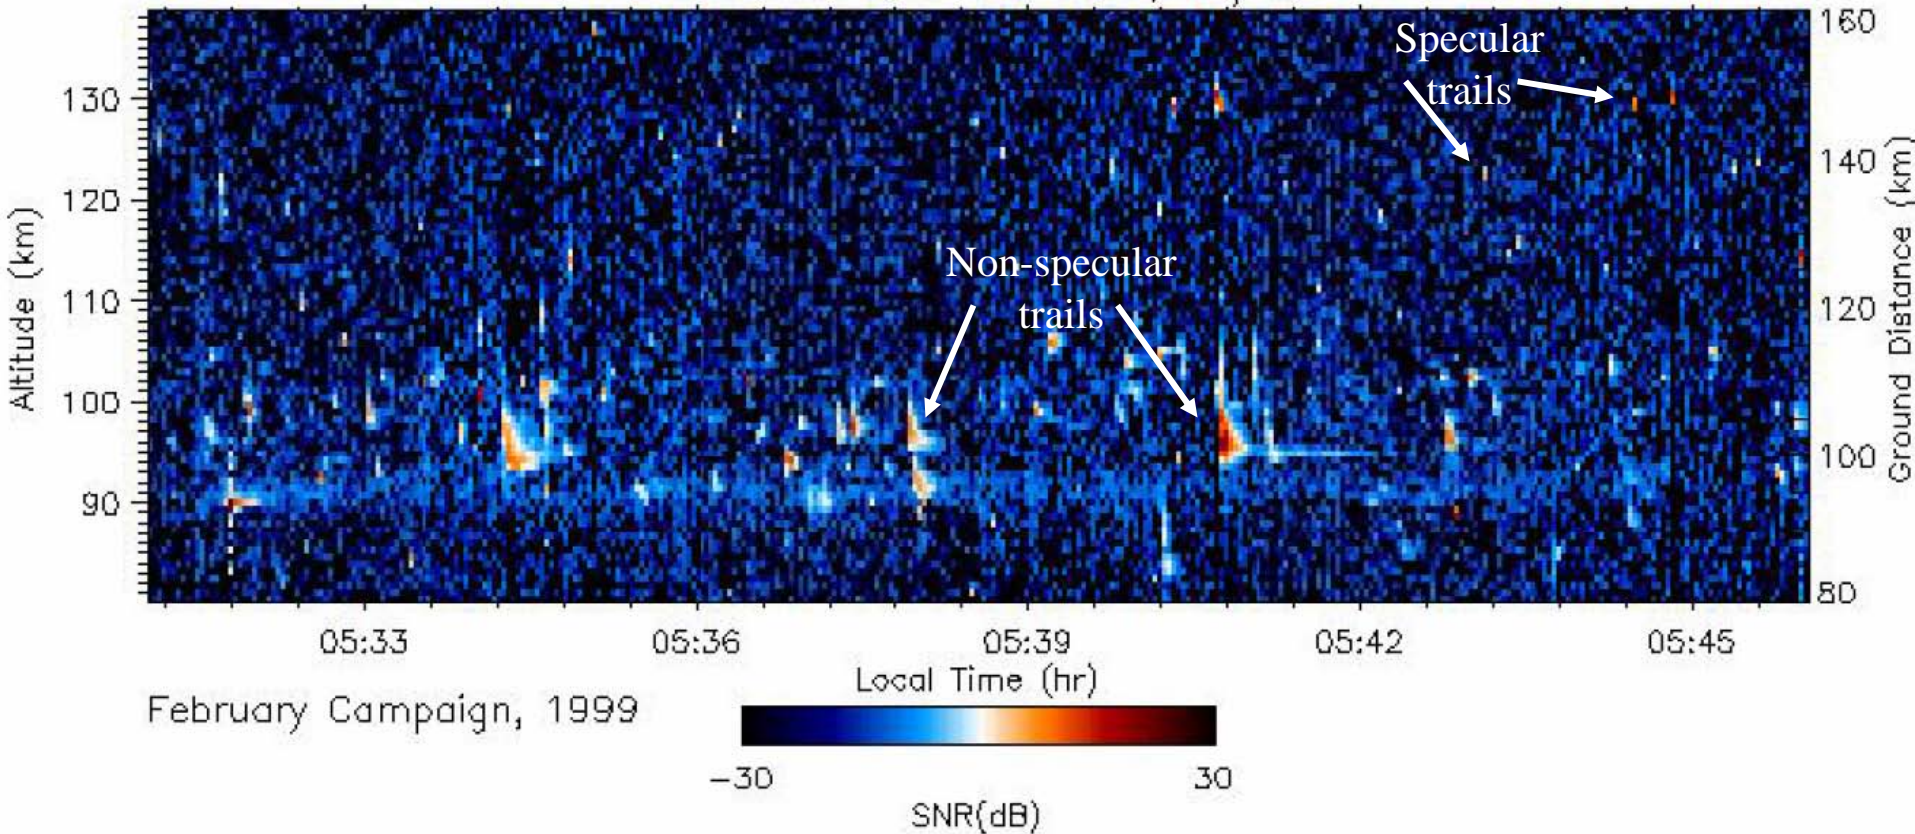 160
Specular
trails
130
140
120
Altitude (km)
Ground Distance (km)
Non-specular
trails
110
120
100
100
90
80
05:33
05:36
05:39
05:42
05:45
Local Time (hr)
February Campaign, 1999
-30
30
SNR(dB)